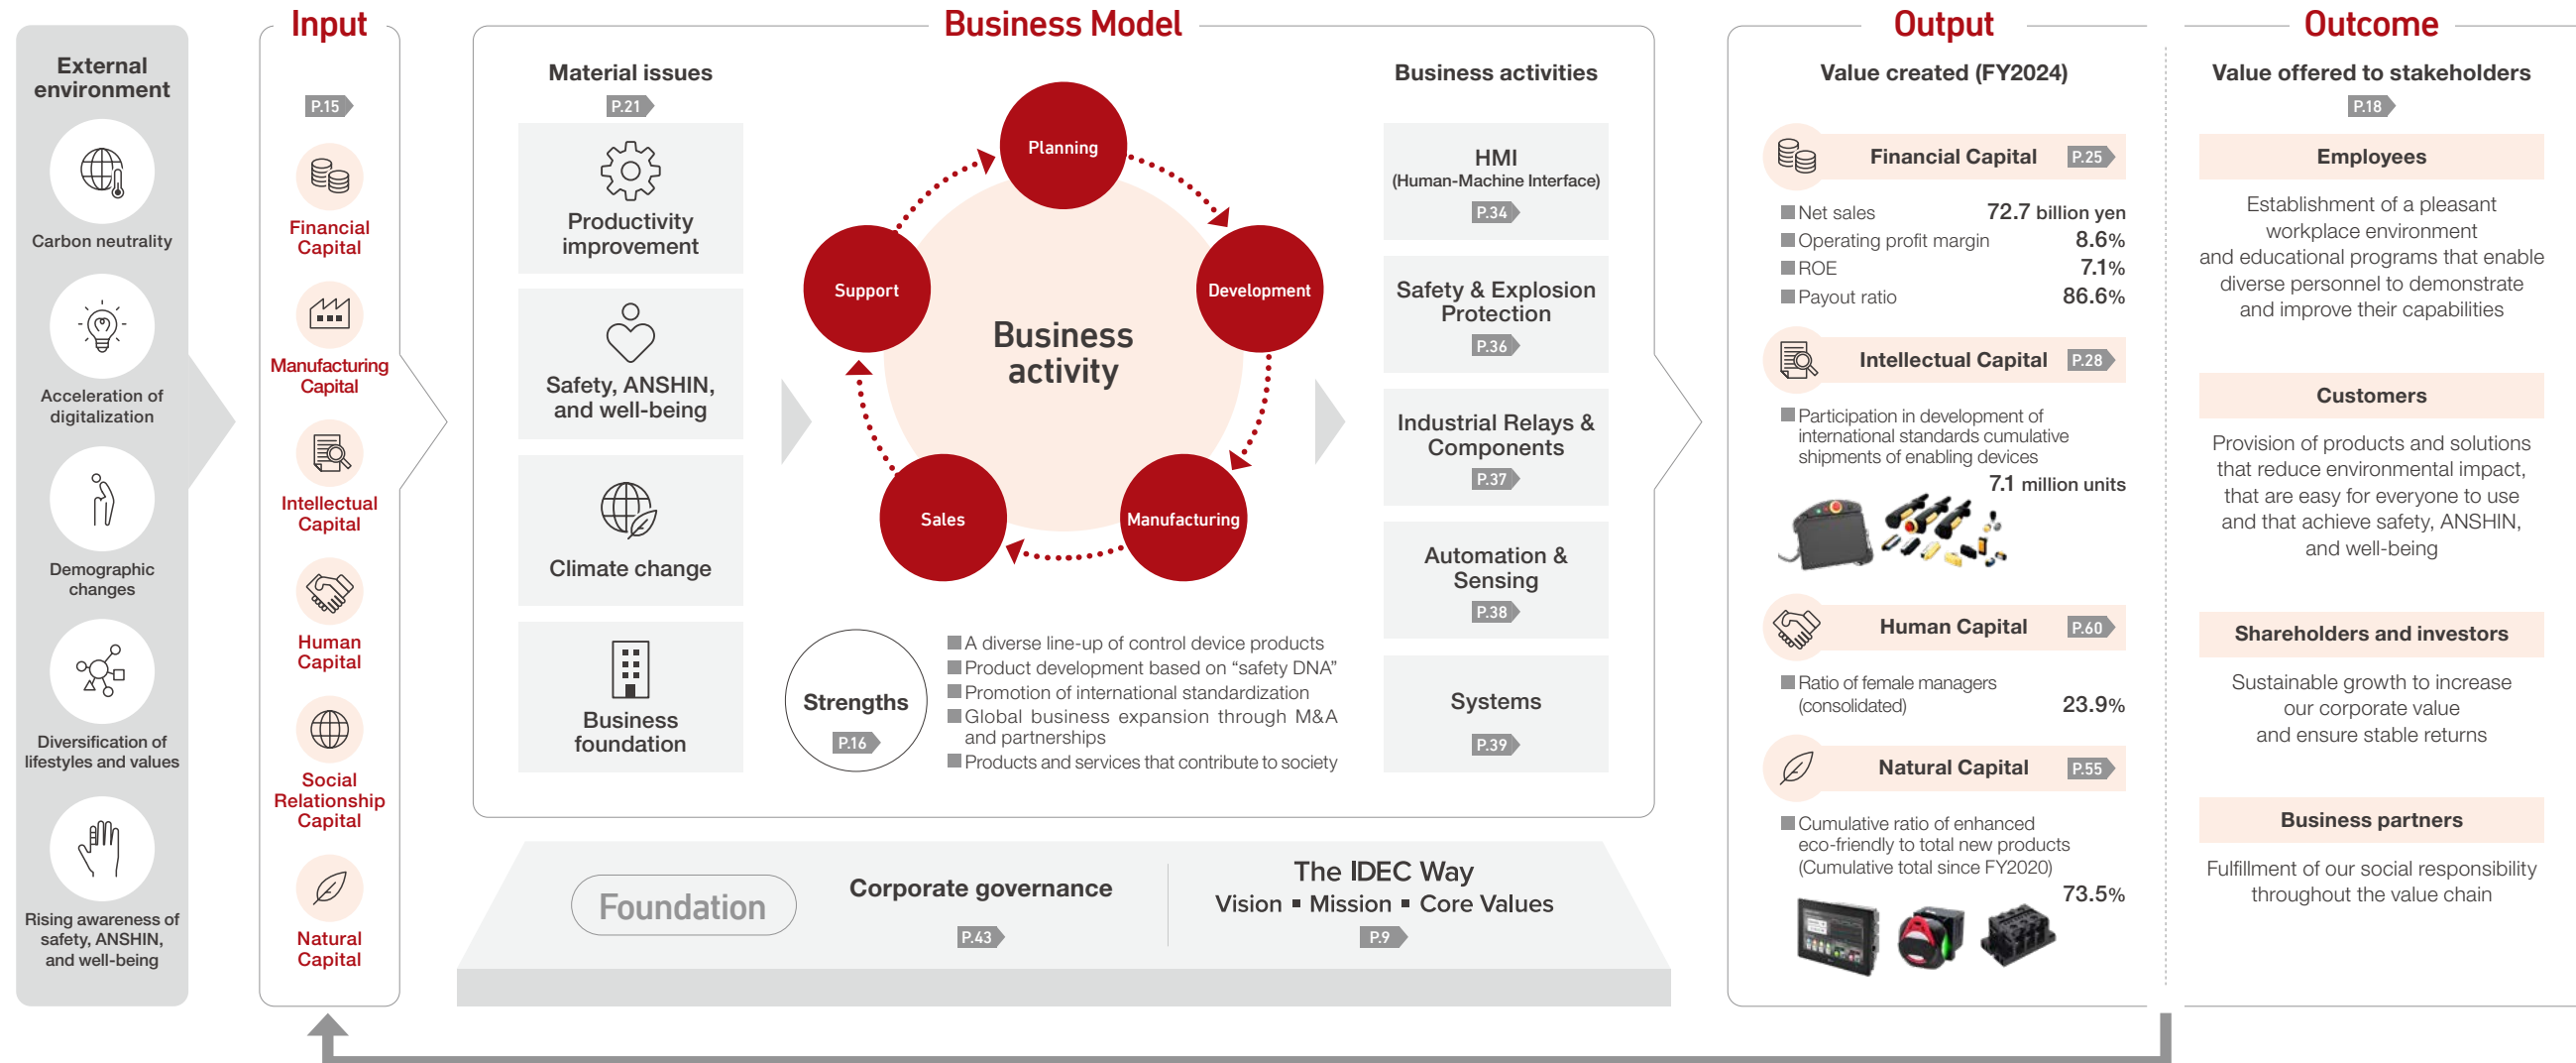 External
environment
Carbon neutrality
Acceleration of
digitalization
Demographic
changes
Diversification of
lifestyles and values
Rising awareness of
safety, ANSHIN,
and well-being
Input
P.15
Financial
Capital
Manufacturing
Capital
Intellectual
Capital
Human
Capital
Social
Relationship
Capital
Natural
Capital
Business Model
Material issues
P.21
Productivity
improvement
Safety, ANSHIN,
and well-being
Climate change
Business
foundation
Planning
Development
Manufacturing
Sales
Support
Business
activity
Strengths
P.16
A diverse line-up of control device products
Product development based on “safety DNA”
Promotion of international standardization
Global business expansion through M&A
and partnerships
Products and services that contribute to society
Business activities
HMI
(Human-Machine Interface)
P.34
Safety & Explosion
Protection
P.36
Industrial Relays &
Components
P.37
Automation &
Sensing
P.38
Systems
P.39
Foundation
Corporate governance
P.43
The IDEC Way
Vision ▪ Mission ▪ Core Values
P.9
Output
Value created (FY2024)
Financial Capital P.25
Net sales 72.7 billion yen
Operating profit margin 8.6%
ROE 7.1%
Payout ratio 86.6%
Intellectual Capital P.28
Participation in development of
international standards cumulative
shipments of enabling devices
7.1 million units
Human Capital P.60
Ratio of female managers
(consolidated) 23.9%
Natural Capital P.55
Cumulative ratio of enhanced
eco-friendly to total new products
(Cumulative total since FY2020)
73.5%
Outcome
Value offered to stakeholders
P.18
Employees
Establishment of a pleasant
workplace environment
and educational programs that enable
diverse personnel to demonstrate
and improve their capabilities
Customers
Provision of products and solutions
that reduce environmental impact,
that are easy for everyone to use
and that achieve safety, ANSHIN,
and well-being
Shareholders and investors
Sustainable growth to increase
our corporate value
and ensure stable returns
Business partners
Fulfillment of our social responsibility
throughout the value chain